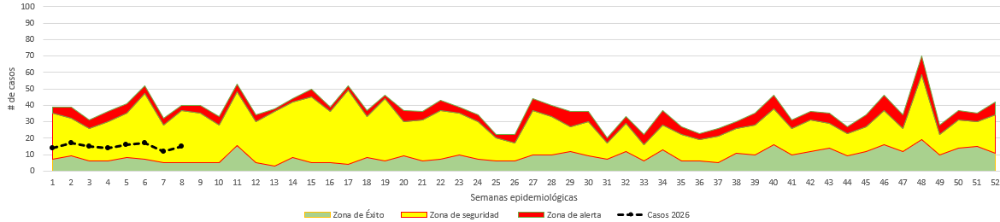 100
90
80
70
60
50
40
30
20
10
0
# de casos
1 2 3 4 5 6 7 8 9 10 11 12 13 14 15 16 17 18 19 20 21 22 23 24 25 26 27 28 29 30 31 32 33 34 35 36 37 38 39 40 41 42 43 44 45 46 47 48 49 50 51 52
Semanas epidemiológicas
Zona de Éxito Zona de seguridad Zona de alerta Casos 2026